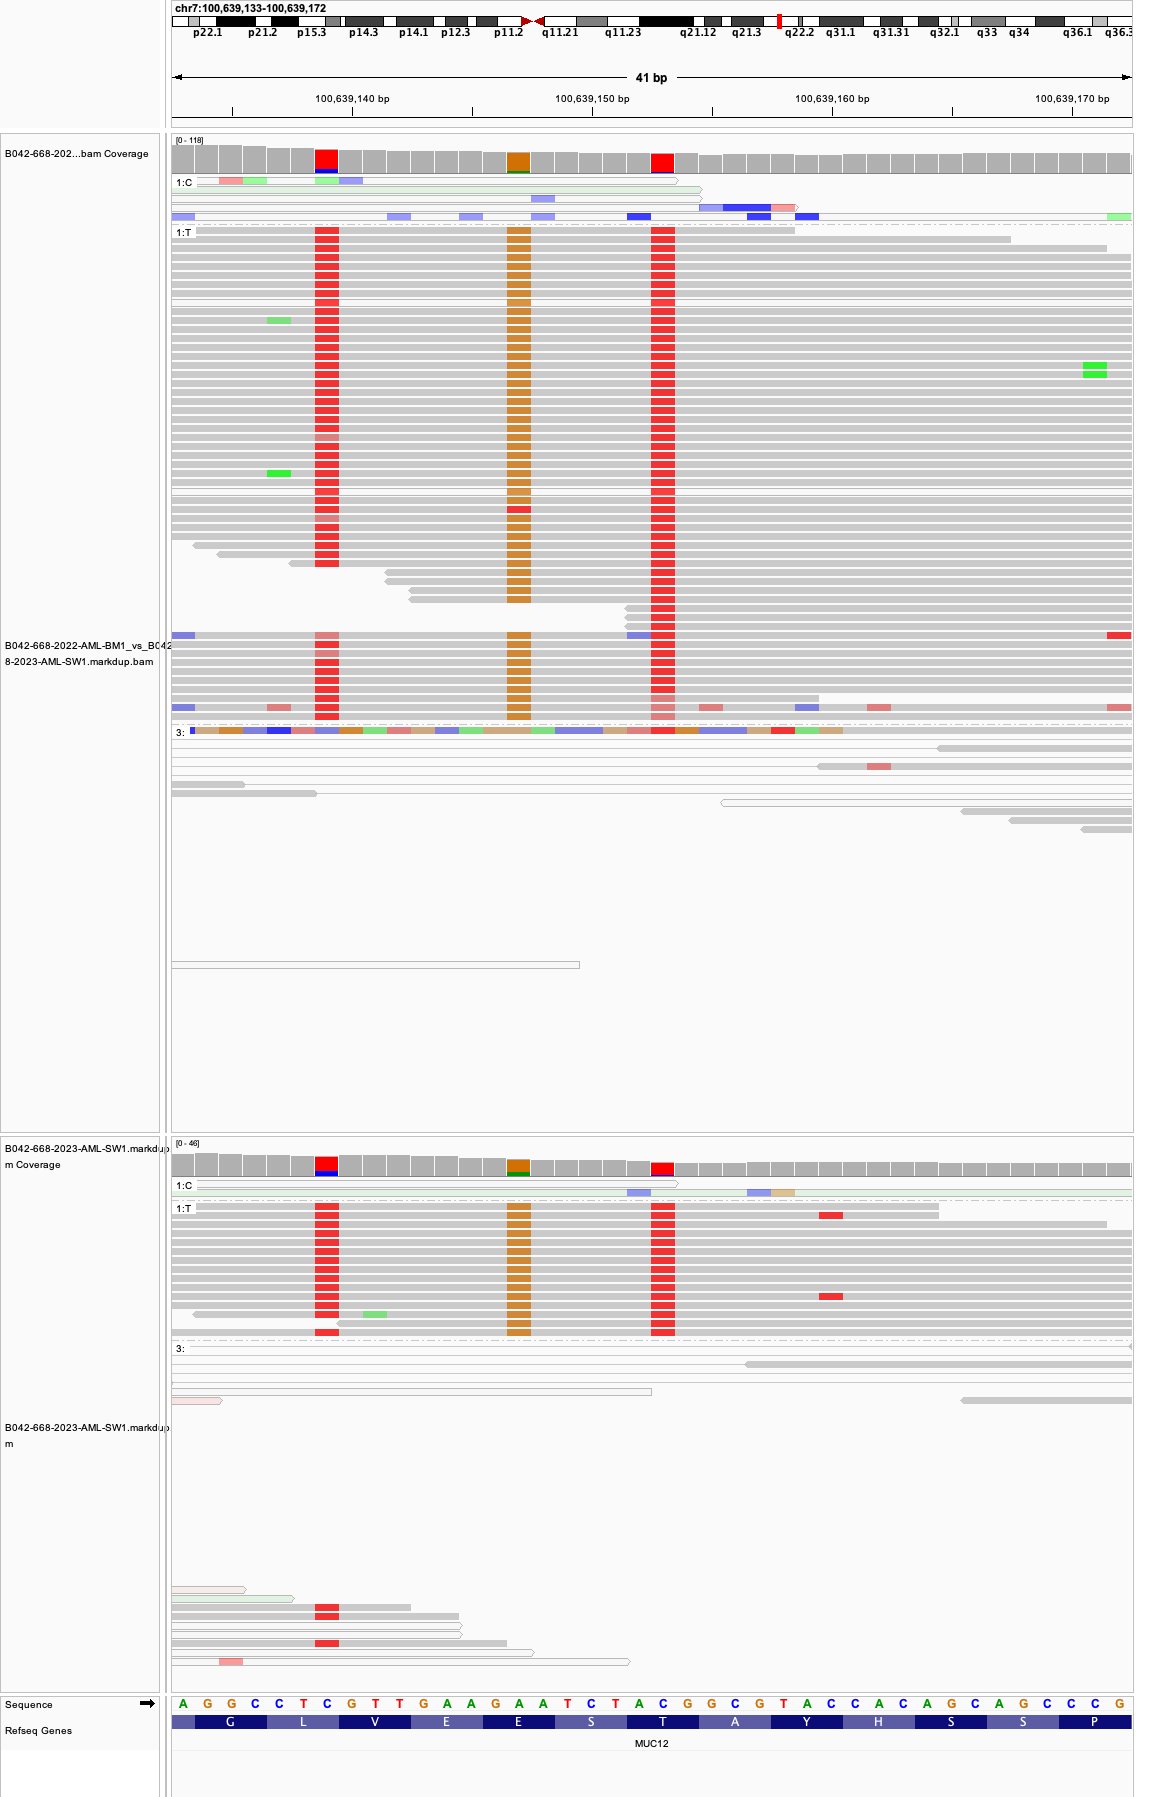 chr7:100,639,133-100,639,172
p22.1 p21.2 p15.3 p14.3 p14.1 p12.3 p11.2 q11.21 q11.23 q21.12 q21.3 q22.2 q31.1 q31.31 q32.1 q33 q34 q36.1 q36.3
41 bp
100,639,140 bp 100,639,150 bp 100,639,160 bp 100,639,170 bp
[0 - 118]
B042-668-202...bam Coverage
1:C
1:T
B042-668-2022-AML-BM1_vs_B042
8-2023-AML-SW1.markdup.bam
3:
[0 - 46]
B042-668-2023-AML-SW1.markdup
m Coverage
1:C
1:T
3:
B042-668-2023-AML-SW1.markdup
m
Sequence A G G C C T C G T T G A A G A A T C T A C G G C G T A C C A C A G C A G C C C G
Refseq Genes G L V E E S T A Y H S S P
MUC12